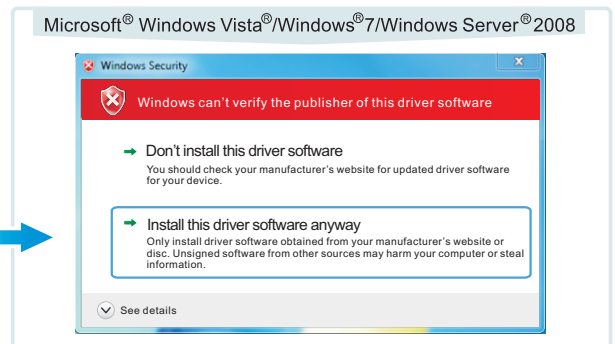 Microsoft® Windows Vista®/Windows®7/Windows Server®2008
Windows Security
x
Windows can't verify the publisher of this driver software
Don't install this driver software
You should check your manufacturer's website for updated driver software
for your device.
Install this driver software anyway
Only install driver software obtained from your manufacturer's website or
disc. Unsigned software from other sources may harm your computer or steal
information.
See details